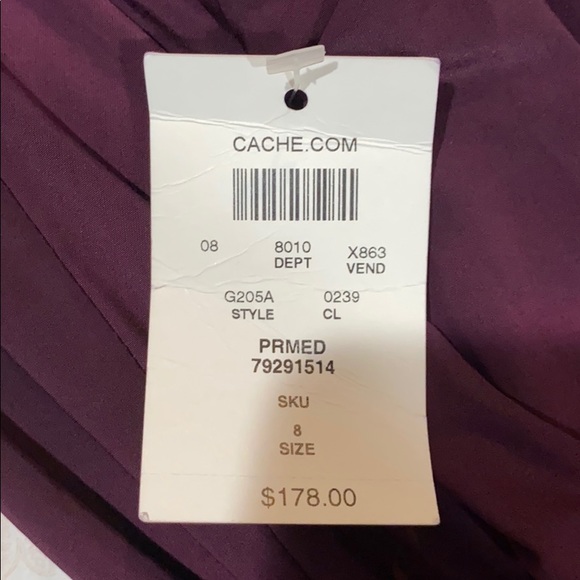 CACHE.COM
08 8010 X863
DEPT VEND
G205A 0239
STYLE CL
PRMED
79291514
SKU
8
SIZE
$178.00